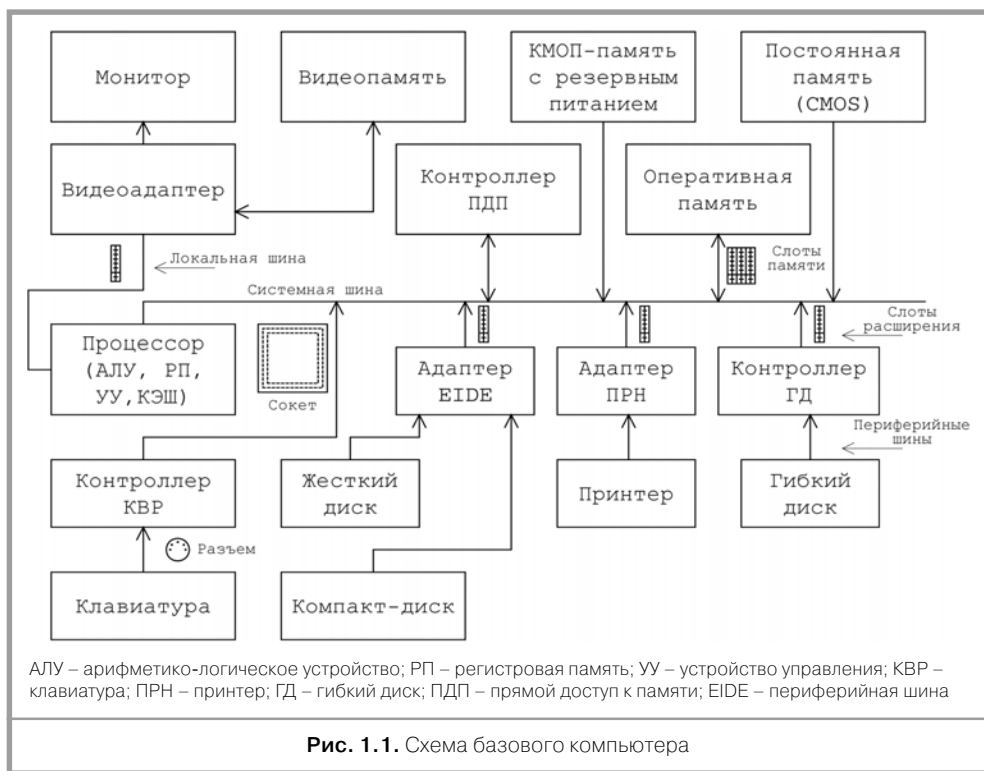 Монитор
Видеопамять
КМОП-память
с резервным
питанием
Постоянная
память
(CMOS)
Видеоадаптер
Контроллер
ПДП
Оперативная
память
Локальная шина
Слоты
памяти
Системная шина
Процессор
(АЛУ, РП,
УУ,КЭШ)
Сокет
Адаптер
EIDE
Адаптер
ПРН
Контроллер
ГД
Слоты
расширения
Периферийные
шины
Контроллер
КВР
Жесткий
диск
Принтер
Гибкий
диск
Разъем
Клавиатура
Компакт-диск
АЛУ – арифметико-логическое устройство; РП – регистровая память; УУ – устройство управления; КВР –
клавиатура; ПРН – принтер; ГД – гибкий диск; ПДП – прямой доступ к памяти; EIDE – периферийная шина
Рис. 1.1. Схема базового компьютера